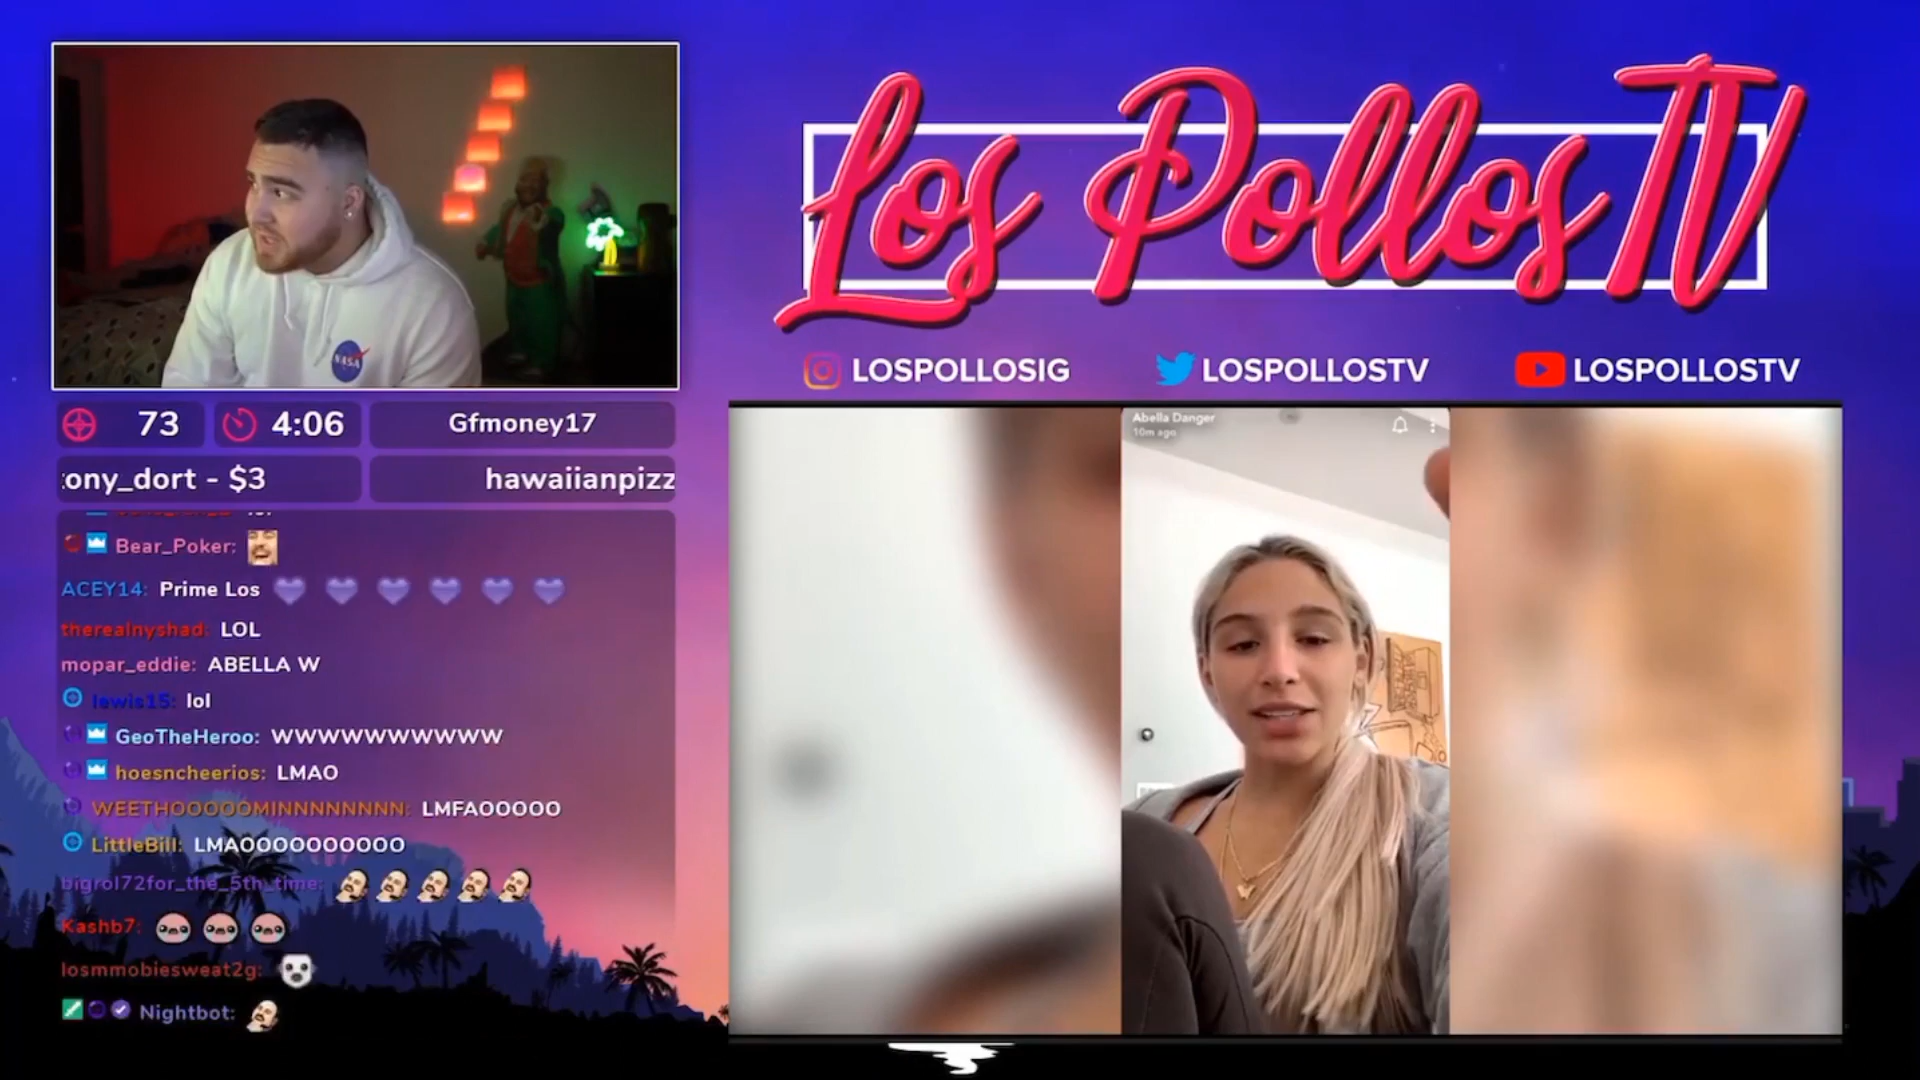 Los Pollos TV
LOSPOLLOSIG
LOSPOLLOSTV
LOSPOLLOSTV
NASA
73
4:06
Gfmoney17
ony_dort - $3
hawaiianpizz
Bear_Poker:
ACEY14: Prime Los
therealnyshad: LOL
mopar_eddie: ABELLA W
lewis15: lol
GeoTheHeroo: WWWWWWWWWW
hoesncheerios: LMAO
WEETHOOOOOMINNNNNNNN: LMFAOOOOO
LittleBill: LMAOOOOOOOOOO
bigrol72for_the_5th_time:
Kashb7:
losmmobiesweat2g:
Nightbot:
Abella Danger
10m ago